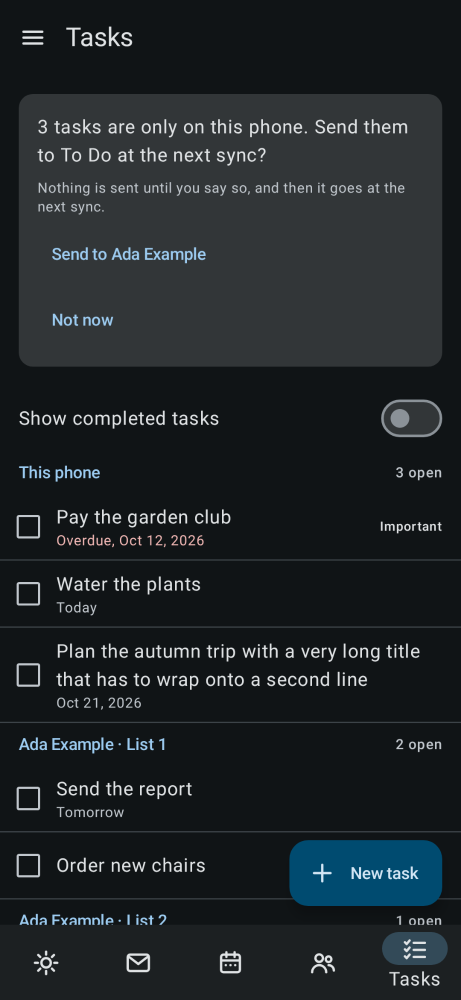 Tasks
3 tasks are only on this phone. Send them
to To Do at the next sync?
Nothing is sent until you say so, and then it goes at the
next sync.
Send to Ada Example
Not now
Show completed tasks
This phone
3 open
Pay the garden club
Overdue, Oct 12, 2026
Important
Water the plants
Today
Plan the autumn trip with a very long title
that has to wrap onto a second line
Oct 21, 2026
Ada Example · List 1
2 open
Send the report
Tomorrow
Order new chairs
New task
Ada Example · List 2
1 open
Tasks